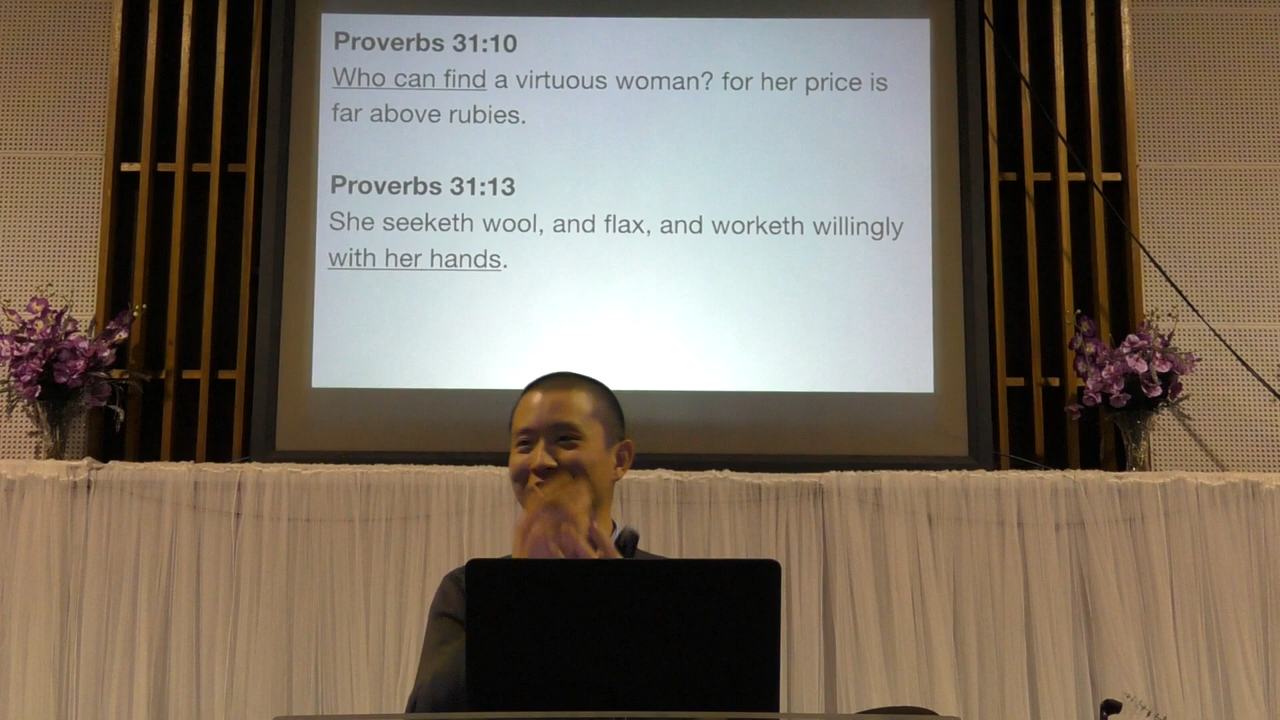 Proverbs 31:10
Who can find a virtuous woman? for her price is
far above rubies.
Proverbs 31:13
She seeketh wool, and flax, and worketh willingly
with her hands.